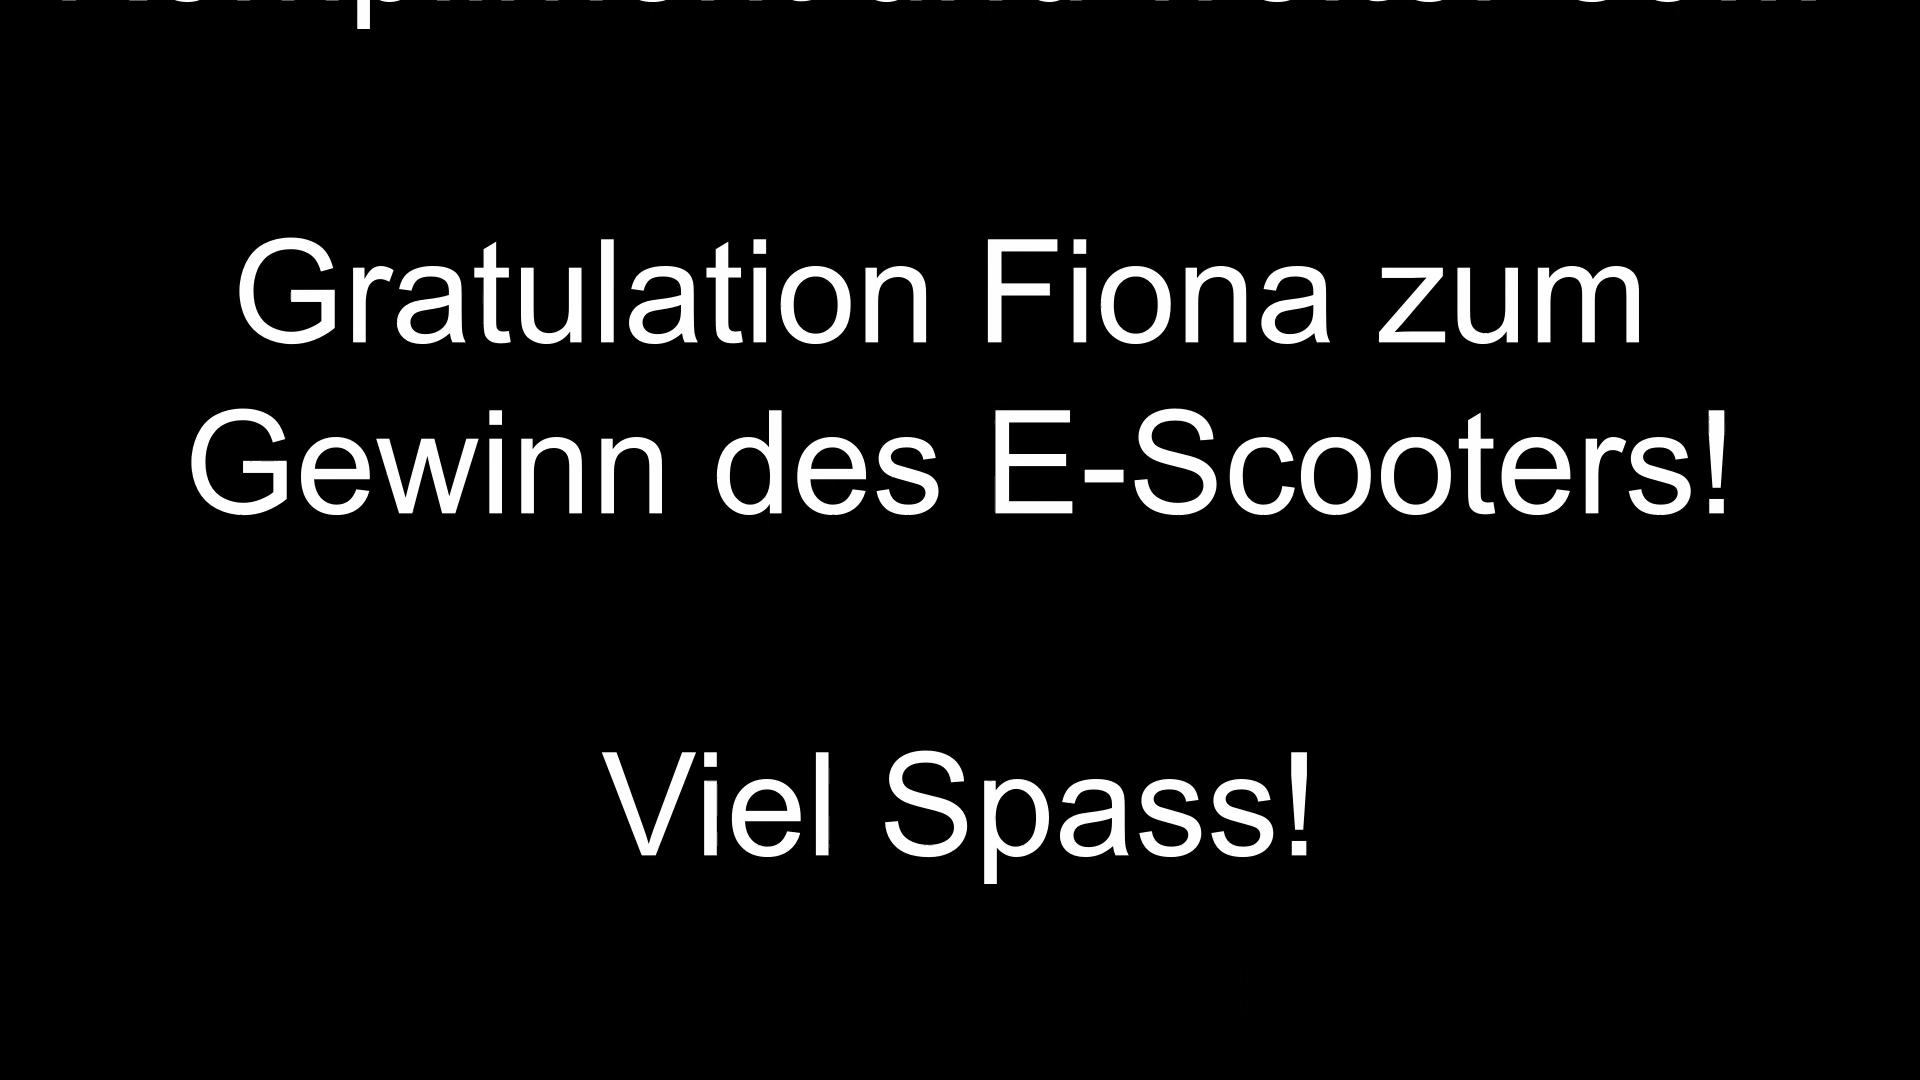 Gratulation Fiona zum
Gewinn des E-Scooters!
Viel Spass!